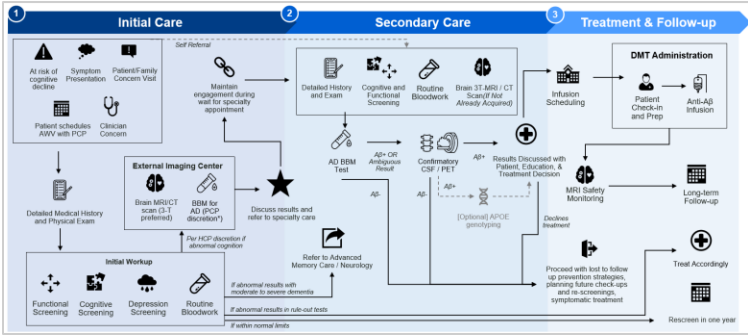 1
Initial Care
2
Secondary Care
3
Treatment & Follow-up
Self Referral
At risk of
cognitive
decline
Symptom
Presentation
Patient/Family
Concern Visit
Patient schedules
AWV with PCP
Clinician
Concern
Maintain
engagement during
wait for specialty
appointment
Detailed Medical History
and Physical Exam
External Imaging Center
Brain MRI/CT
scan (3-T
preferred)
BBM for
AD (PCP
discretion*)
Discuss results and
refer to specialty care
Per HCP discretion if
abnormal cognition
Initial Workup
Functional
Screening
Cognitive
Screening
Depression
Screening
Routine
Bloodwork
If abnormal results with
moderate to severe dementia
If abnormal results in rule-out tests
If within normal limits
Refer to Advanced
Memory Care / Neurology
Detailed History
and Exam
Cognitive and
Functional
Screening
Routine
Bloodwork
Brain 3T-MRI / CT
Scan(If Not
Already Acquired)
AD BBM
Test
Aβ+ OR
Ambiguous
Result
Confirmatory
CSF / PET
Aβ+
Results Discussed with
Patient, Education, &
Treatment Decision
Aβ-
Aβ-
Aβ+
[Optional] APOE
genotyping
Declines
treatment
Infusion
Scheduling
DMT Administration
Patient
Check-in
and Prep
Anti-Aβ
Infusion
MRI Safety
Monitoring
Long-term
Follow-up
Proceed with lost to follow
up prevention strategies,
planning future check-ups
and re-screenings,
symptomatic treatment
Treat Accordingly
Rescreen in one year